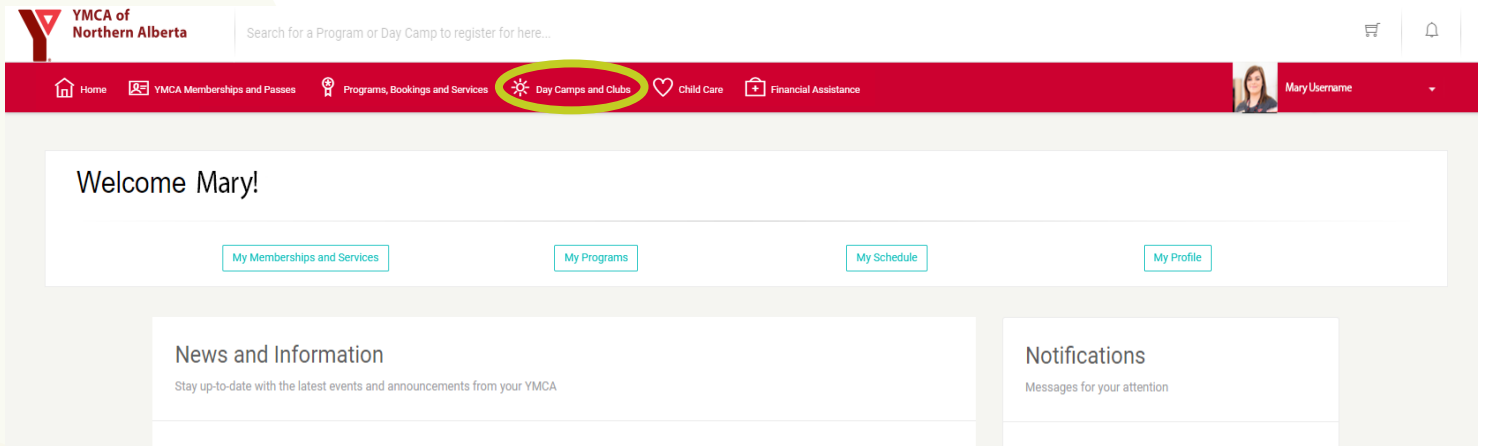 YMCA of
Northern Alberta
Search for a Program or Day Camp to register for here...
Home YMCA Memberships and Passes Programs, Bookings and Services Day Camps and Clubs Child Care Financial Assistance Mary Username
Welcome Mary!
My Memberships and Services My Programs My Schedule My Profile
News and Information
Stay up-to-date with the latest events and announcements from your YMCA
Notifications
Messages for your attention